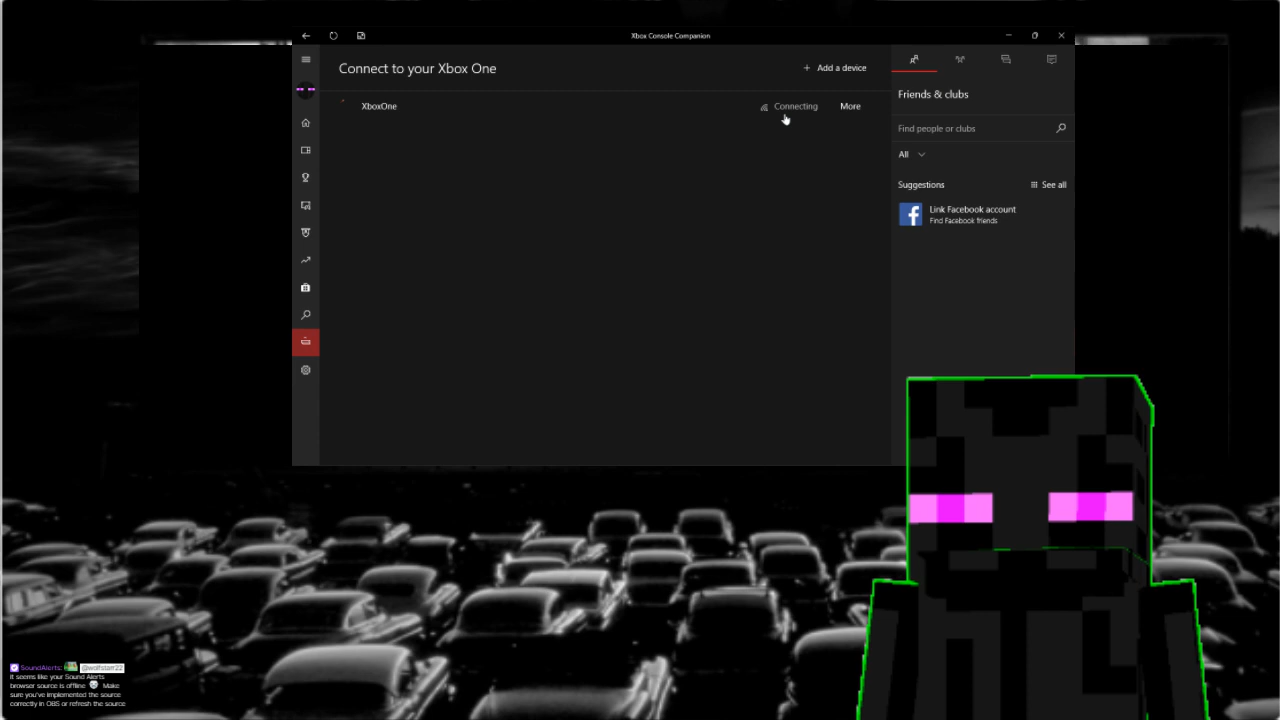 Xbox Console Companion
Connect to your Xbox One
Add a device
XboxOne
Connecting
More
Friends & clubs
Find people or clubs
All
Suggestions
See all
Link Facebook account
Find Facebook friends
SoundAlerts: @wolfstarr22
It seems like your Sound Alerts
browser source is offline Make
sure you've implemented the source
correctly in OBS or refresh the source